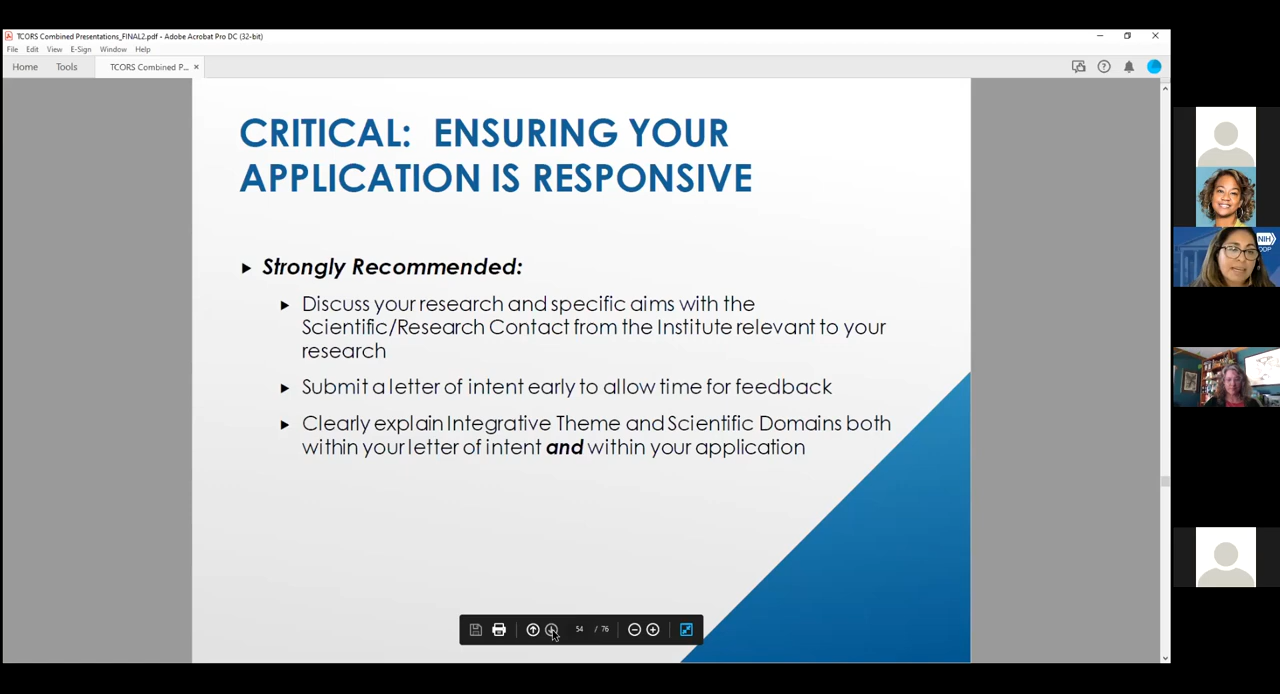 TCORS Combined Presentations_FINAL2.pdf - Adobe Acrobat Pro DC (32-bit)
File Edit View E-Sign Window Help
Home Tools TCORS Combined P... ×
CRITICAL: ENSURING YOUR
APPLICATION IS RESPONSIVE
Strongly Recommended:
Discuss your research and specific aims with the
Scientific/Research Contact from the Institute relevant to your
research
Submit a letter of intent early to allow time for feedback
Clearly explain Integrative Theme and Scientific Domains both
within your letter of intent and within your application
54 / 76
NIH
ODP